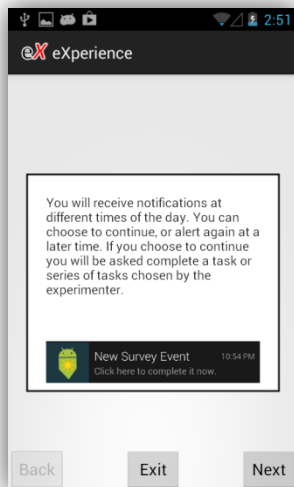 2:51
eX eXperience
You will receive notifications at
different times of the day. You can
choose to continue, or alert again at a
later time. If you choose to continue
you will be asked complete a task or
series of tasks chosen by the
experimenter.
New Survey Event 10:54 PM
Click here to complete it now.
Back Exit Next